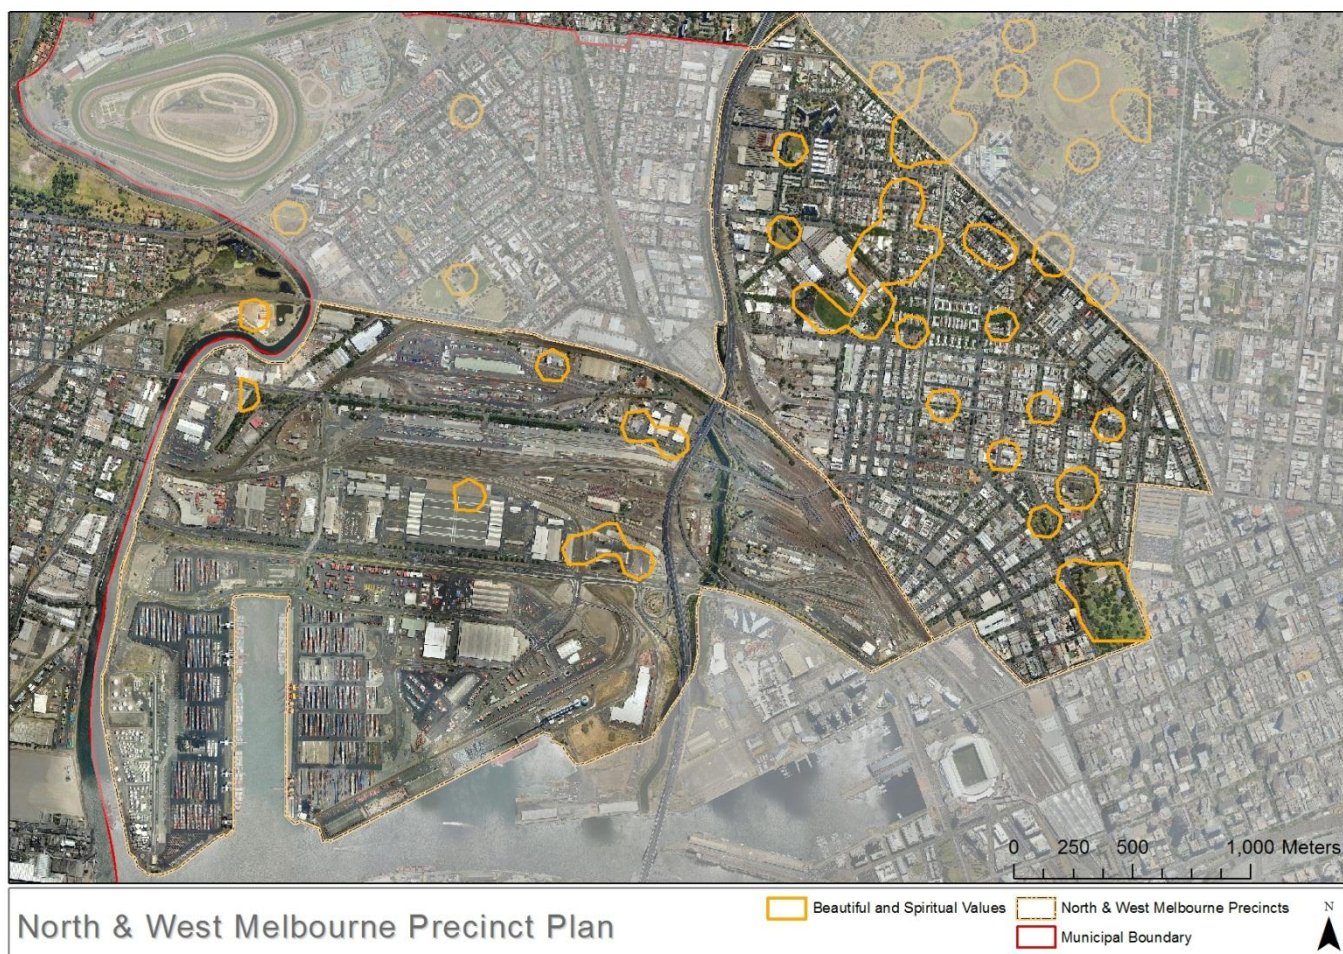 0 250 500 1,000 Meters
North & West Melbourne Precinct Plan
Beautiful and Spiritual Values
North & West Melbourne Precincts
Municipal Boundary
N